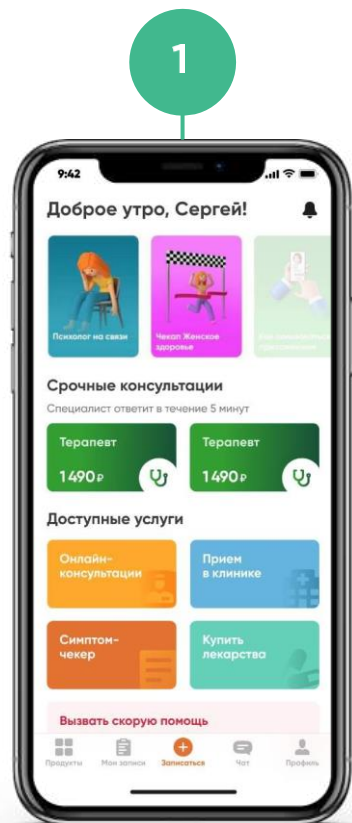 1
9:42
Доброе утро, Сергей!
Психолог на связи
Чекап Женское
здоровье
Срочные консультации
Специалист ответит в течение 5 минут
Терапевт
1490₽
Терапевт
1490₽
Доступные услуги
Онлайн-
консультации
Прием
в клинике
Симптом-
чекер
Купить
лекарства
Вызвать скорую помощь
Продукты
Мои записи
Записаться
Чат
Профиль